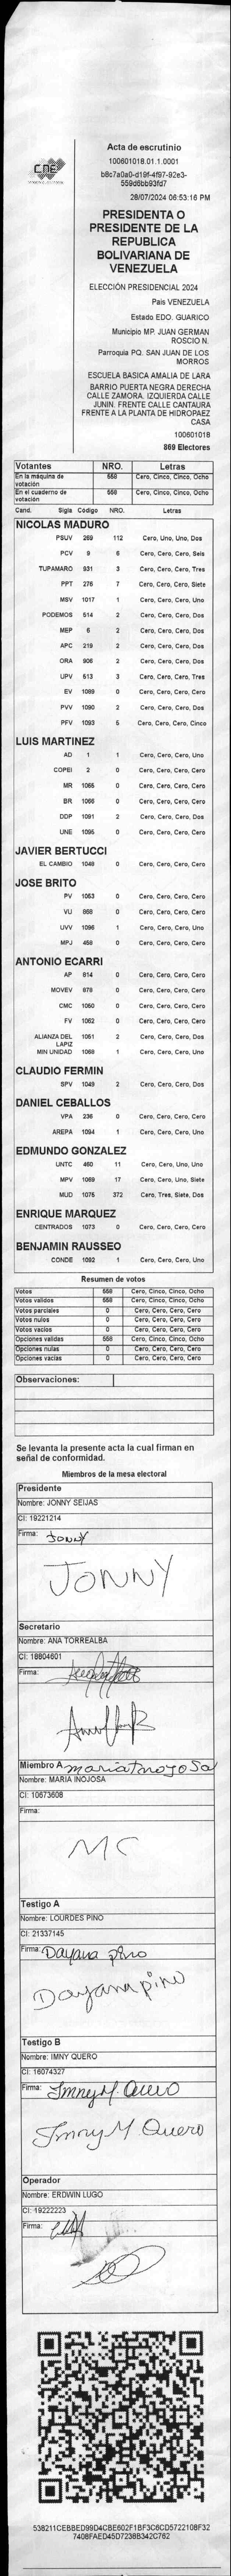 CNE
Acta de escrutinio
100601018.01.1.0001
b8c7a0a0-d19f-4f97-92e3-
559d6bb93fd7
28/07/2024 06:53:16 PM
PRESIDENTA O
PRESIDENTE DE LA
REPUBLICA
BOLIVARIANA DE
VENEZUELA
ELECCIÓN PRESIDENCIAL 2024
País VENEZUELA
Estado EDO. GUARICO
Municipio MP. JUAN GERMAN
ROSCIO N.
Parroquia PQ. SAN JUAN DE LOS
MORROS
ESCUELA BASICA AMALIA DE LARA
BARRIO PUERTA NEGRA DERECHA
CALLE ZAMORA. IZQUIERDA CALLE
JUNIN. FRENTE CALLE CANTAURA
FRENTE A LA PLANTA DE HIDROPAEZ
CASA
100601018
869 Electores
Votantes NRO. Letras
En la máquina de votación 558 Cero, Cinco, Cinco, Ocho
En el cuaderno de votación 558 Cero, Cinco, Cinco, Ocho
Cand. Sigla Código NRO. Letras
NICOLAS MADURO
PSUV 269 112 Cero, Uno, Uno, Dos
PCV 9 6 Cero, Cero, Cero, Seis
TUPAMARO 931 3 Cero, Cero, Cero, Tres
PPT 276 7 Cero, Cero, Cero, Siete
MSV 1017 1 Cero, Cero, Cero, Uno
PODEMOS 514 2 Cero, Cero, Cero, Dos
MEP 6 2 Cero, Cero, Cero, Dos
APC 219 2 Cero, Cero, Cero, Dos
ORA 906 2 Cero, Cero, Cero, Dos
UPV 513 3 Cero, Cero, Cero, Tres
EV 1089 0 Cero, Cero, Cero, Cero
PVV 1090 2 Cero, Cero, Cero, Dos
PFV 1093 5 Cero, Cero, Cero, Cinco
LUIS MARTINEZ
AD 1 1 Cero, Cero, Cero, Uno
COPEI 2 0 Cero, Cero, Cero, Cero
MR 1065 0 Cero, Cero, Cero, Cero
BR 1066 0 Cero, Cero, Cero, Cero
DDP 1091 2 Cero, Cero, Cero, Dos
UNE 1095 0 Cero, Cero, Cero, Cero
JAVIER BERTUCCI
EL CAMBIO 1048 0 Cero, Cero, Cero, Cero
JOSE BRITO
PV 1053 0 Cero, Cero, Cero, Cero
VU 868 0 Cero, Cero, Cero, Cero
UVV 1096 1 Cero, Cero, Cero, Uno
MPJ 458 0 Cero, Cero, Cero, Cero
ANTONIO ECARRI
AP 814 0 Cero, Cero, Cero, Cero
MOVEV 878 0 Cero, Cero, Cero, Cero
CMC 1050 0 Cero, Cero, Cero, Cero
FV 1062 0 Cero, Cero, Cero, Cero
ALIANZA DEL LAPIZ 1051 2 Cero, Cero, Cero, Dos
MIN UNIDAD 1068 1 Cero, Cero, Cero, Uno
CLAUDIO FERMIN
SPV 1049 2 Cero, Cero, Cero, Dos
DANIEL CEBALLOS
VPA 236 0 Cero, Cero, Cero, Cero
AREPA 1094 1 Cero, Cero, Cero, Uno
EDMUNDO GONZALEZ
UNTC 460 11 Cero, Cero, Uno, Uno
MPV 1069 17 Cero, Cero, Uno, Siete
MUD 1075 372 Cero, Tres, Siete, Dos
ENRIQUE MARQUEZ
CENTRADOS 1073 0 Cero, Cero, Cero, Cero
BENJAMIN RAUSSEO
CONDE 1092 1 Cero, Cero, Cero, Uno
Resumen de votos
Votos 558 Cero, Cinco, Cinco, Ocho
Votos validos 558 Cero, Cinco, Cinco, Ocho
Votos parciales 0 Cero, Cero, Cero, Cero
Votos nulos 0 Cero, Cero, Cero, Cero
Votos vacios 0 Cero, Cero, Cero, Cero
Opciones validas 558 Cero, Cinco, Cinco, Ocho
Opciones nulas 0 Cero, Cero, Cero, Cero
Opciones vacias 0 Cero, Cero, Cero, Cero
Observaciones:
Se levanta la presente acta la cual firman en
señal de conformidad.
Miembros de la mesa electoral
Presidente
Nombre: JONNY SEIJAS
CI: 19221214
Firma: JONNY
JONNY
Secretario
Nombre: ANA TORREALBA
CI: 18804601
Firma:
Miembro A
Nombre: MARIA INOJOSA
CI: 10673608
Firma:
MC
Testigo A
Nombre: LOURDES PINO
CI: 21337145
Firma: Dayana pino
Dayana pino
Testigo B
Nombre: IMNY QUERO
CI: 16074327
Firma: Imny M Quero
Imny M Quero
Operador
Nombre: ERDWIN LUGO
CI: 19222223
Firma:
538211CEBBED99D4CBE602F1BF3C6CD5722108F32
7408FAED45D7238B342C762